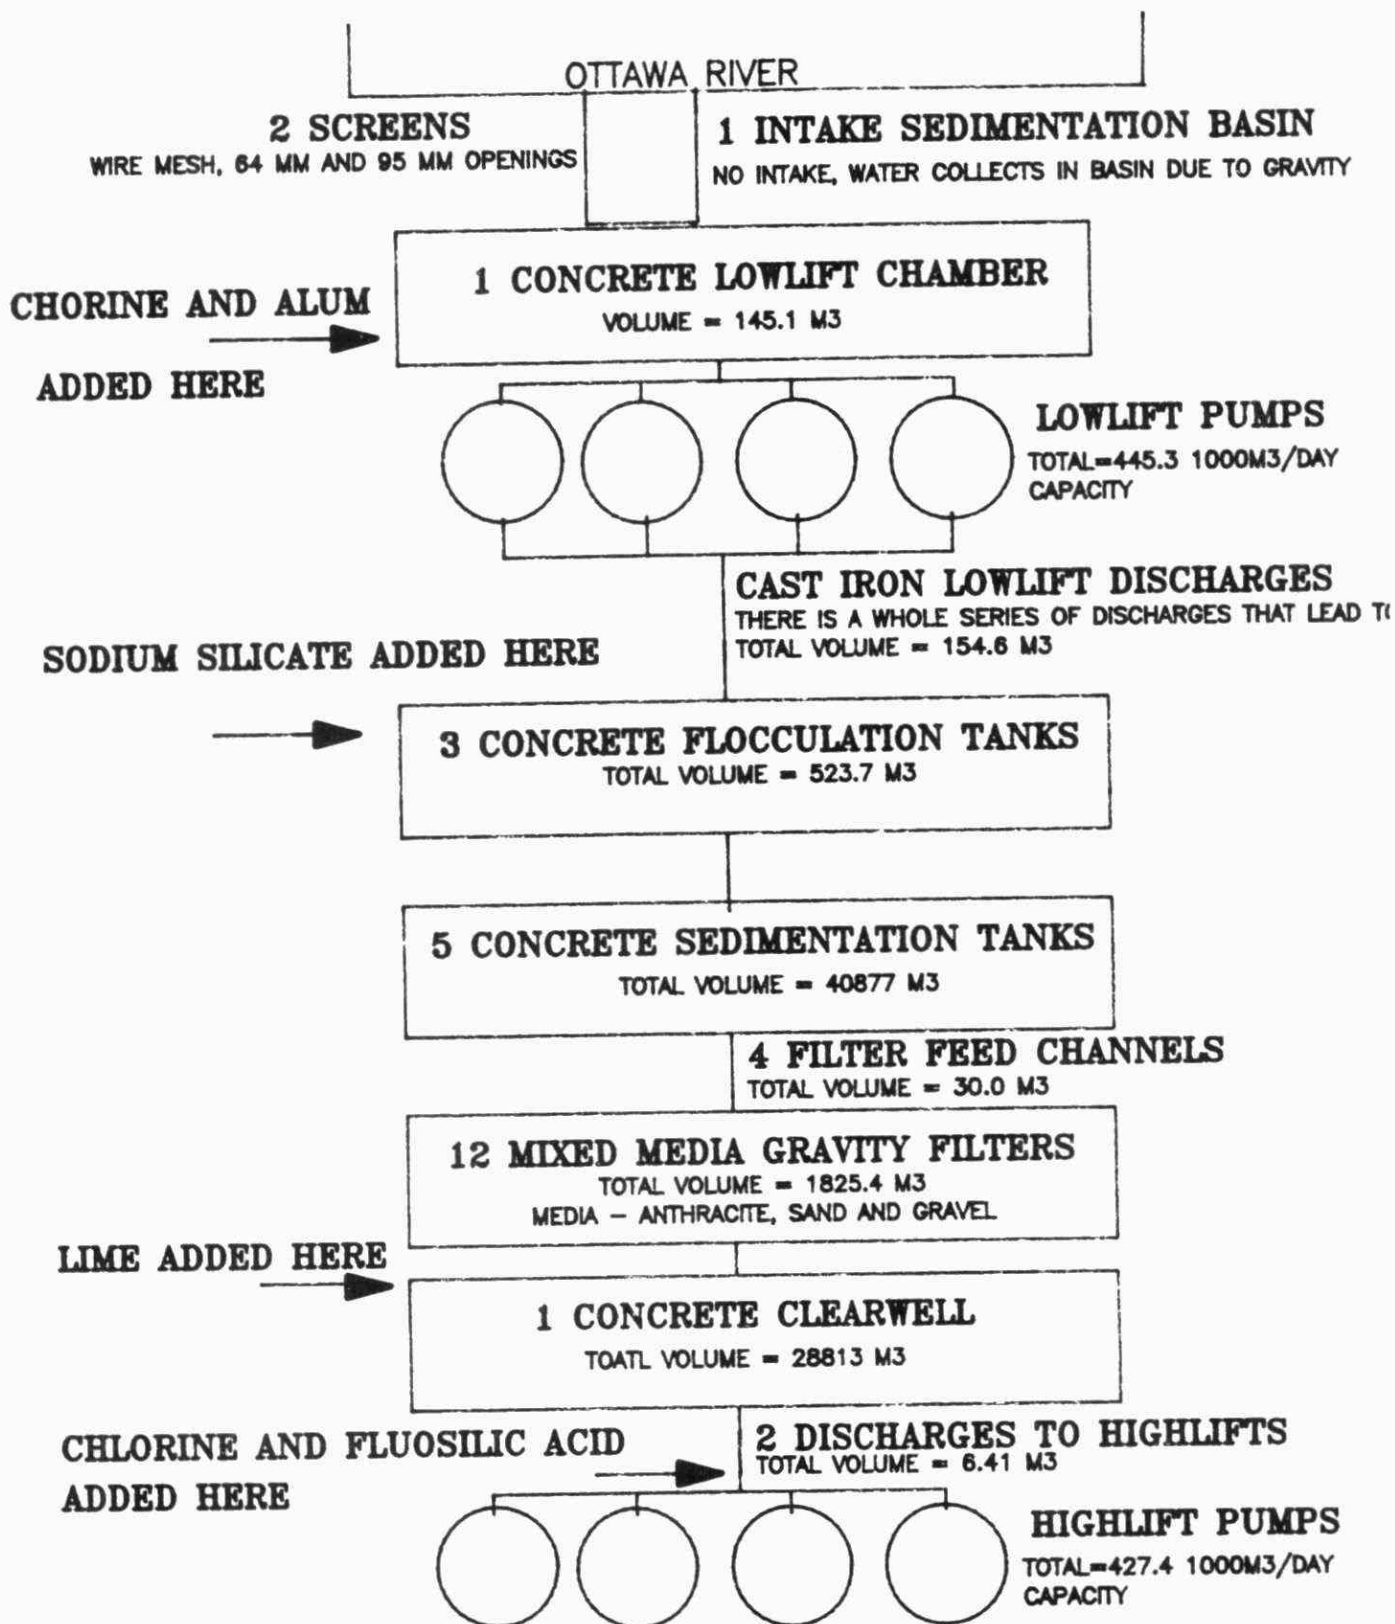 OTTAWA RIVER
2 SCREENS
WIRE MESH, 64 MM AND 95 MM OPENINGS
1 INTAKE SEDIMENTATION BASIN
NO INTAKE, WATER COLLECTS IN BASIN DUE TO GRAVITY
1 CONCRETE LOWLIFT CHAMBER
VOLUME = 145.1 M3
CHORINE AND ALUM
ADDED HERE
LOWLIFT PUMPS
TOTAL=445.3 1000M3/DAY
CAPACITY
CAST IRON LOWLIFT DISCHARGES
THERE IS A WHOLE SERIES OF DISCHARGES THAT LEAD
TOTAL VOLUME = 154.6 M3
SODIUM SILICATE ADDED HERE
3 CONCRETE FLOCCULATION TANKS
TOTAL VOLUME = 523.7 M3
5 CONCRETE SEDIMENTATION TANKS
TOTAL VOLUME = 40877 M3
4 FILTER FEED CHANNELS
TOTAL VOLUME = 30.0 M3
12 MIXED MEDIA GRAVITY FILTERS
TOTAL VOLUME = 1825.4 M3
MEDIA - ANTHRACITE, SAND AND GRAVEL
LIME ADDED HERE
1 CONCRETE CLEARWELL
TOATL VOLUME = 28813 M3
CHLORINE AND FLUOSILIC ACID
ADDED HERE
2 DISCHARGES TO HIGHLIFTS
TOTAL VOLUME = 6.41 M3
HIGHLIFT PUMPS
TOTAL=427.4 1000M3/DAY
CAPACITY